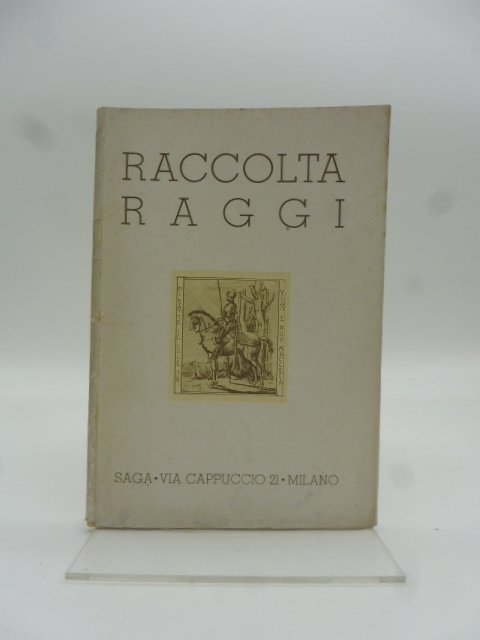 RACCOLTA
RAGGI
SAGA • VIA CAPPUCCIO 21 • MILANO